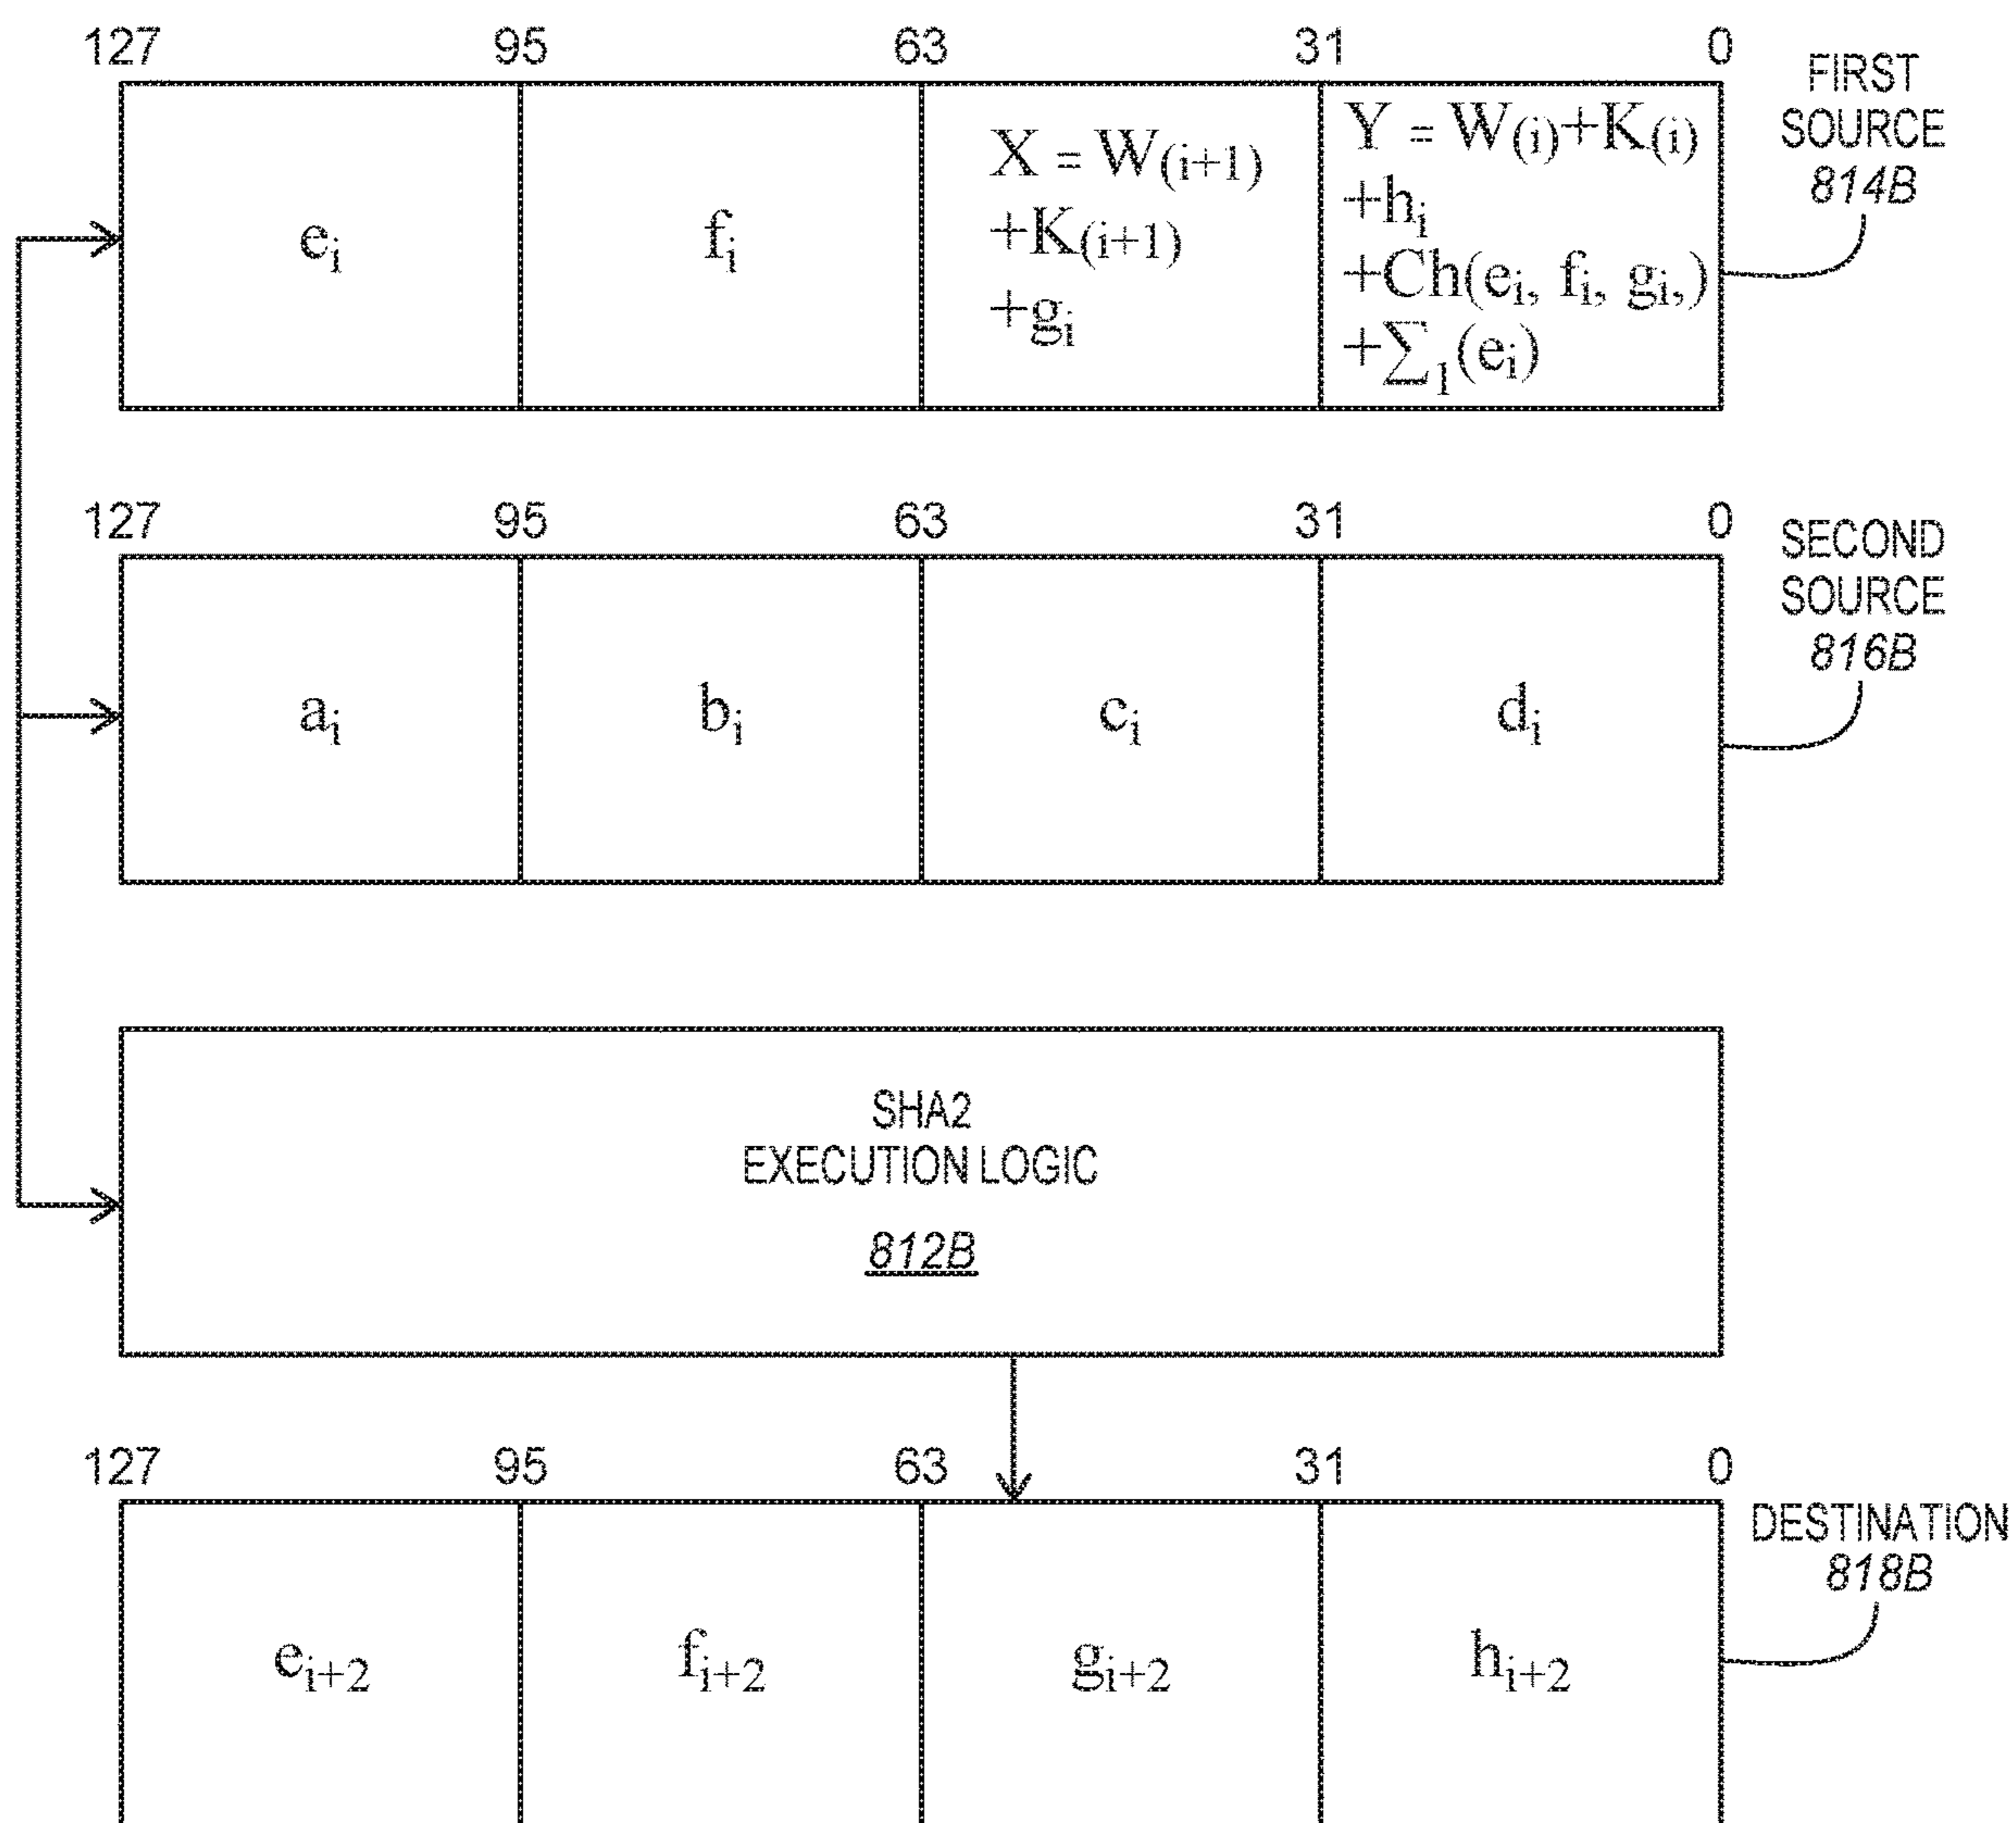 127 95 63 31 0
FIRST
SOURCE
814B
eᵢ
fᵢ
X = W₍ᵢ₊₁₎
+K₍ᵢ₊₁₎
+gᵢ
Y = W₍ᵢ₎+K₍ᵢ₎
+hᵢ
+Ch(eᵢ, fᵢ, gᵢ,)
+∑₁(eᵢ)
127 95 63 31 0
SECOND
SOURCE
816B
aᵢ bᵢ cᵢ dᵢ
SHA2
EXECUTION LOGIC
812B
127 95 63 31 0
DESTINATION
818B
eᵢ₊₂ fᵢ₊₂ gᵢ₊₂ hᵢ₊₂